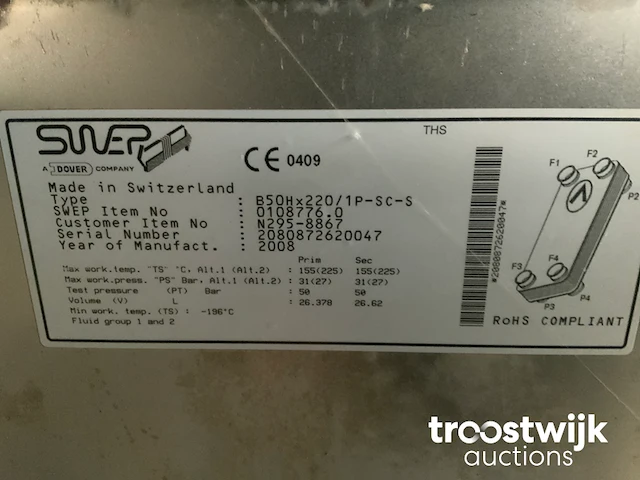 SWEP
A DOVER COMPANY
THS
CE 0409
Made in Switzerland
Type : B50Hx220/1P-SC-S
SWEP Item No : 0108776.0
Customer Item No : N295-8867
Serial Number : 2080872620047
Year of Manufact. : 2008
Prim Sec
Max work.temp. "TS" °C, Alt.1 (Alt.2) : 155(225) 155(225)
Max work.press. "PS" Bar, Alt.1 (Alt.2) : 31(27) 31(27)
Test pressure (PT) Bar : 50 50
Volume (V) L : 26.378 26.62
Min work. temp (TS) : -196°C
Fluid group 1 and 2
*2080872620047*
F1 F2
P2
F3 F4
P4
P3
RoHS COMPLIANT
troostwijk
auctions